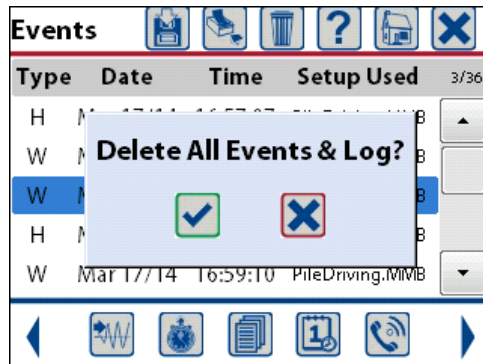 Events ?
Type Date Time Setup Used 3/36
H
W
Delete All Events & Log?
W
H
W Mar 17/14 16:59:10 PileDriving.MMB
1